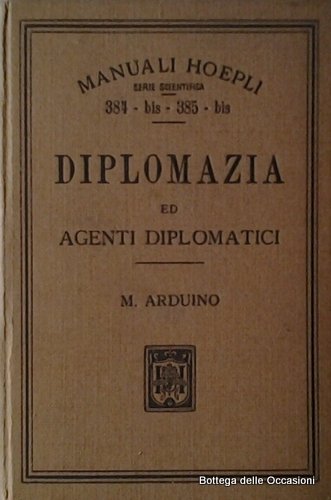 MANUALI HOEPLI
SERIE SCIENTIFICA
384 - bis - 385 - bis
DIPLOMAZIA
ED
AGENTI DIPLOMATICI
M. ARDUINO
Bottega delle Occasioni